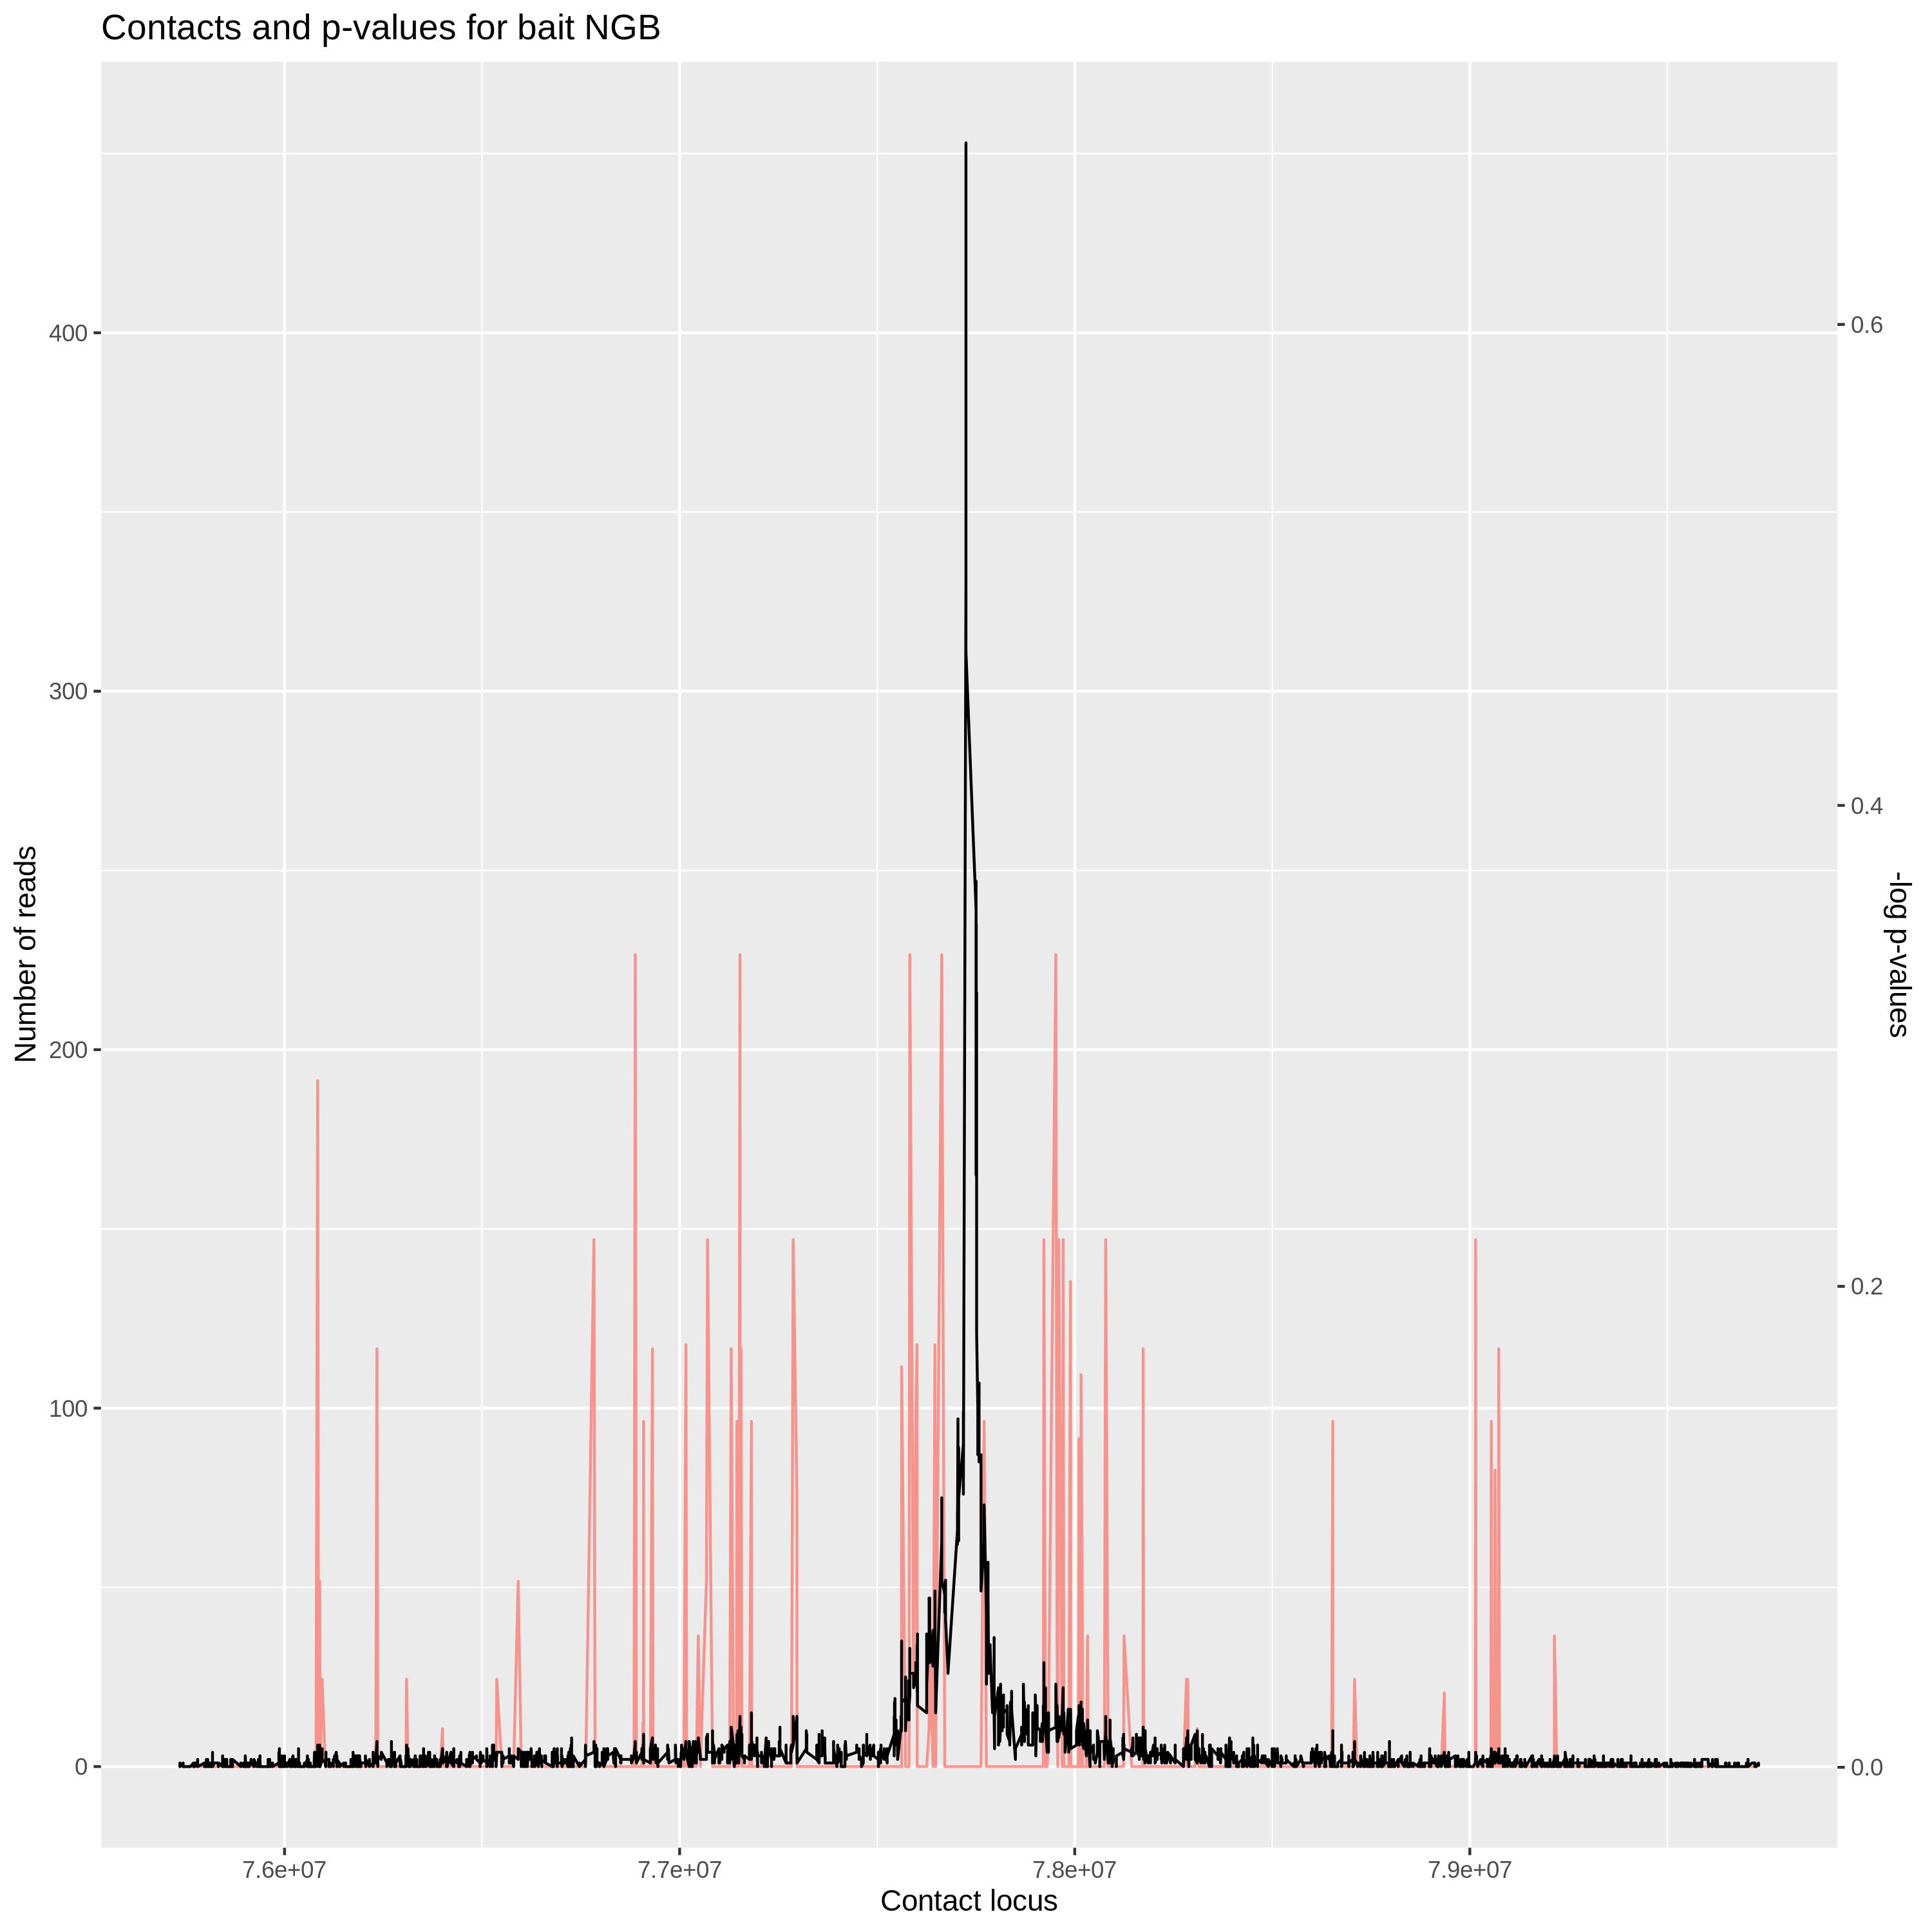 Contacts and p-values for bait NGB
400
300
200
100
0
Number of reads
0.6
0.4
0.2
0.0
-log p-values
7.6e+07
7.7e+07
7.8e+07
7.9e+07
Contact locus